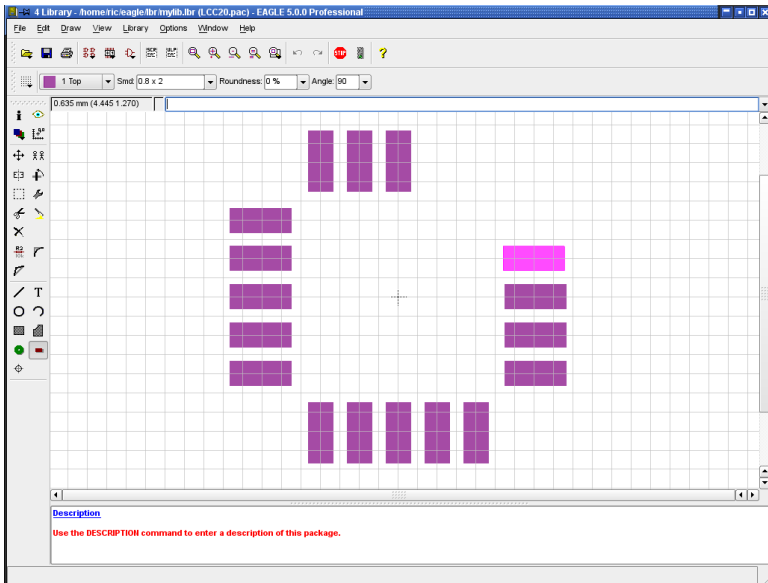 4 Library - /home/ric/eagle/lbr/mylib.lbr (LCC20.pac) - EAGLE 5.0.0 Professional
File Edit Draw View Library Options Window Help
1 Top Smd: 0.8 x 2 Roundness: 0 % Angle: 90
0.635 mm (4.445 1.270)
Description
Use the DESCRIPTION command to enter a description of this package.